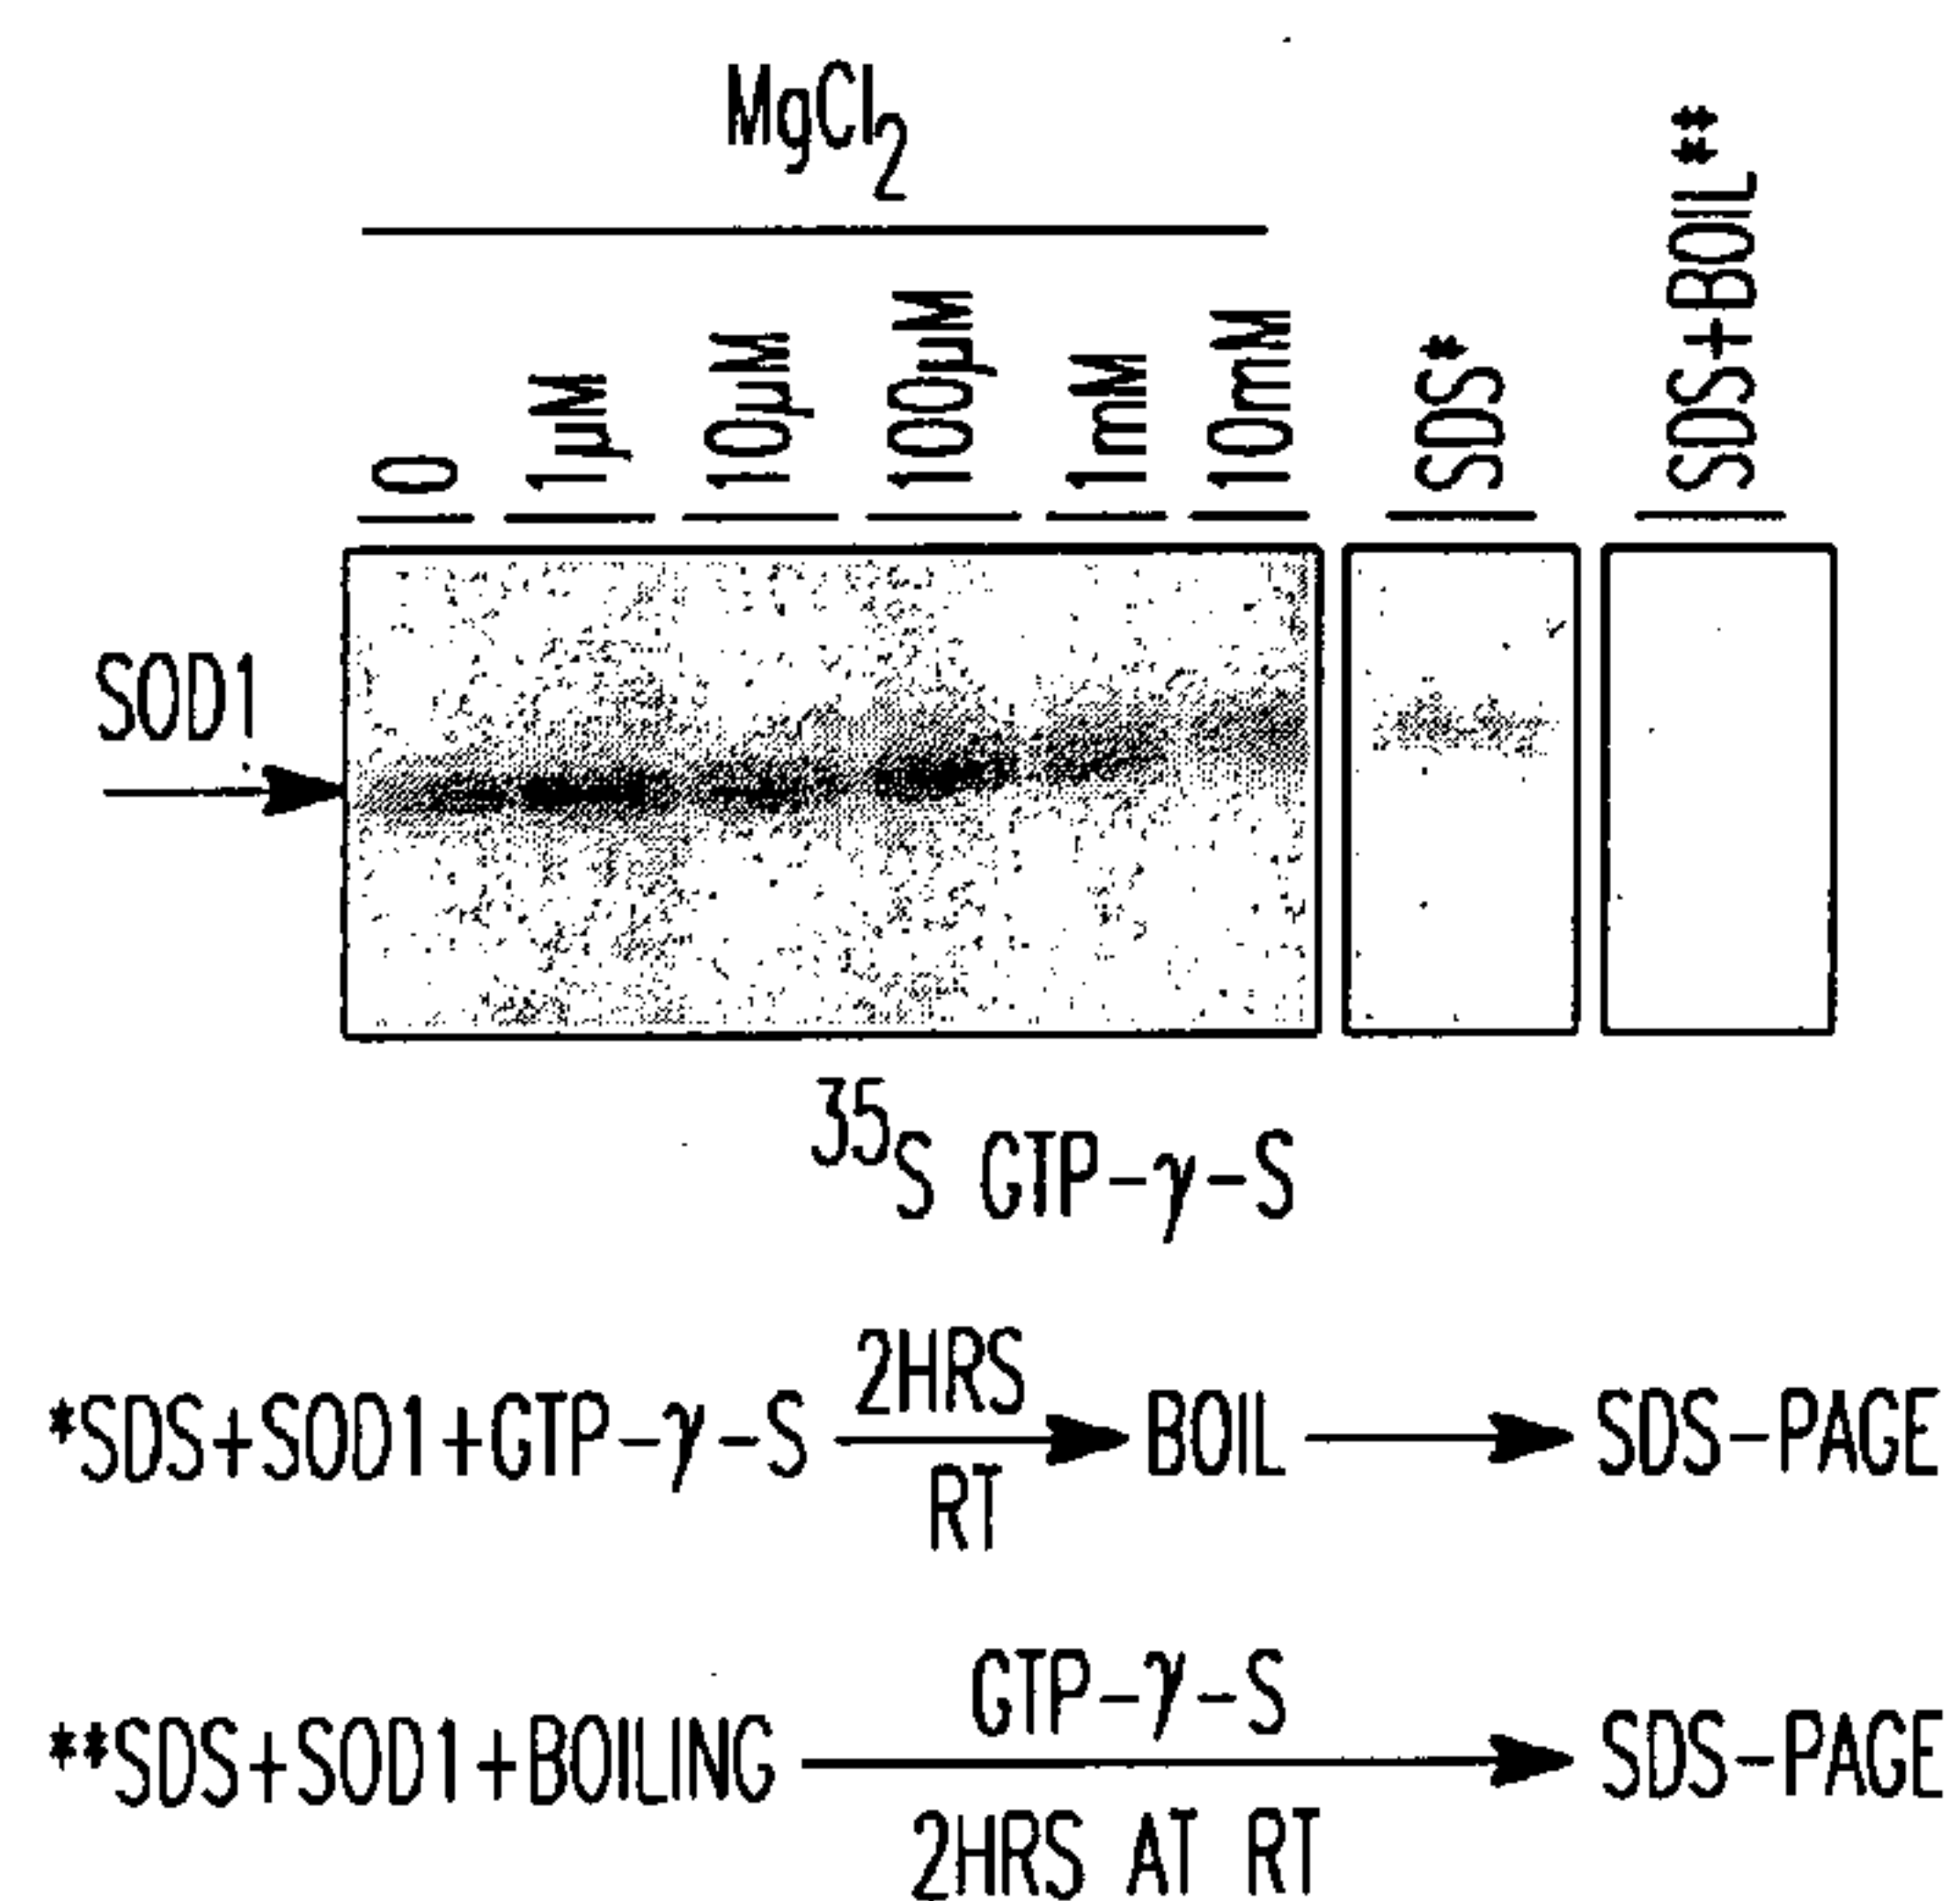 MgCl₂
0 1µM 10µM 100µM 1mM 10mM SDS* SDS+BOIL**
SOD1
³⁵S GTP-γ-S
*SDS+SOD1+GTP-γ-S 2HRS RT BOIL SDS-PAGE
**SDS+SOD1+BOILING GTP-γ-S 2HRS AT RT SDS-PAGE